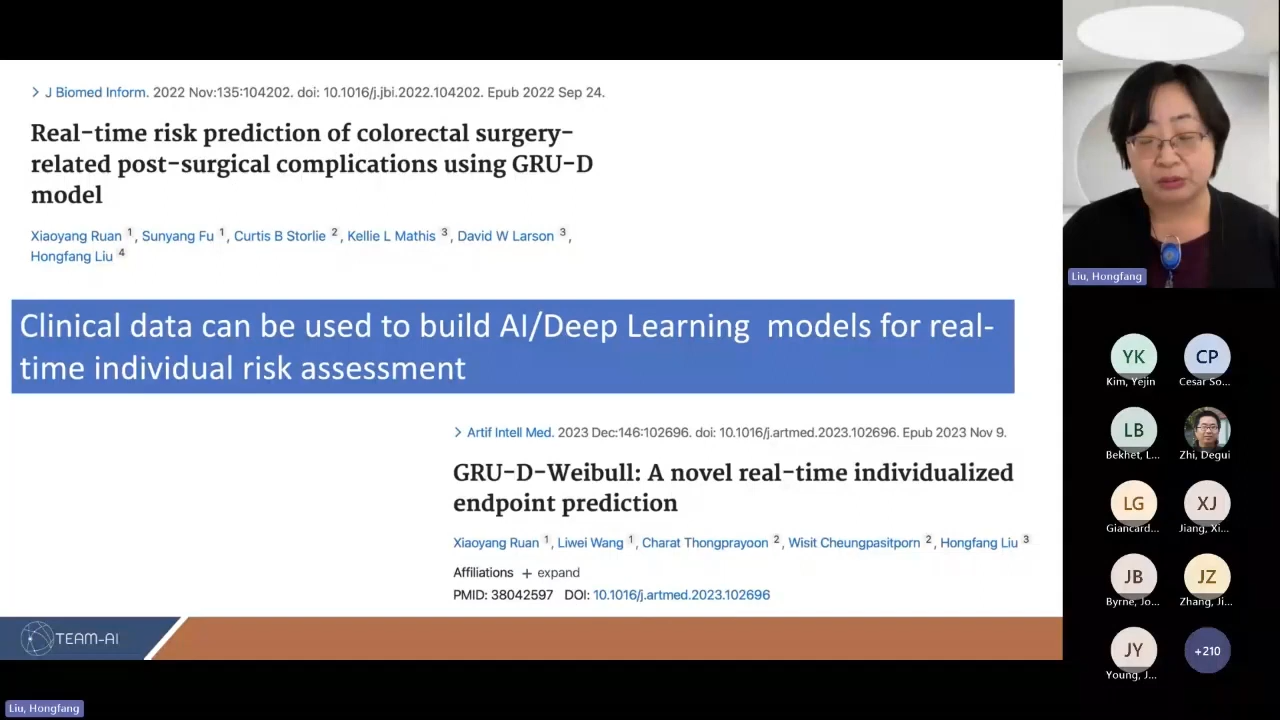 > J Biomed Inform. 2022 Nov:135:104202. doi: 10.1016/j.jbi.2022.104202. Epub 2022 Sep 24.
Real-time risk prediction of colorectal surgery-
related post-surgical complications using GRU-D
model
Xiaoyang Ruan 1, Sunyang Fu 1, Curtis B Storlie 2, Kellie L Mathis 3, David W Larson 3,
Hongfang Liu 4
Clinical data can be used to build AI/Deep Learning models for real-
time individual risk assessment
> Artif Intell Med. 2023 Dec:146:102696. doi: 10.1016/j.artmed.2023.102696. Epub 2023 Nov 9.
GRU-D-Weibull: A novel real-time individualized
endpoint prediction
Xiaoyang Ruan 1, Liwei Wang 1, Charat Thongprayoon 2, Wisit Cheungpasitporn 2, Hongfang Liu 3
Affiliations + expand
PMID: 38042597 DOI: 10.1016/j.artmed.2023.102696
TEAM-AI
Liu, Hongfang
Liu, Hongfang
YK CP
Kim, Yejin Cesar So...
LB
Bekhet, L... Zhi, Degui
LG XJ
Giancard... Jiang, Xi...
JB JZ
Byrne, Jo... Zhang, Ji...
JY +210
Young, J...